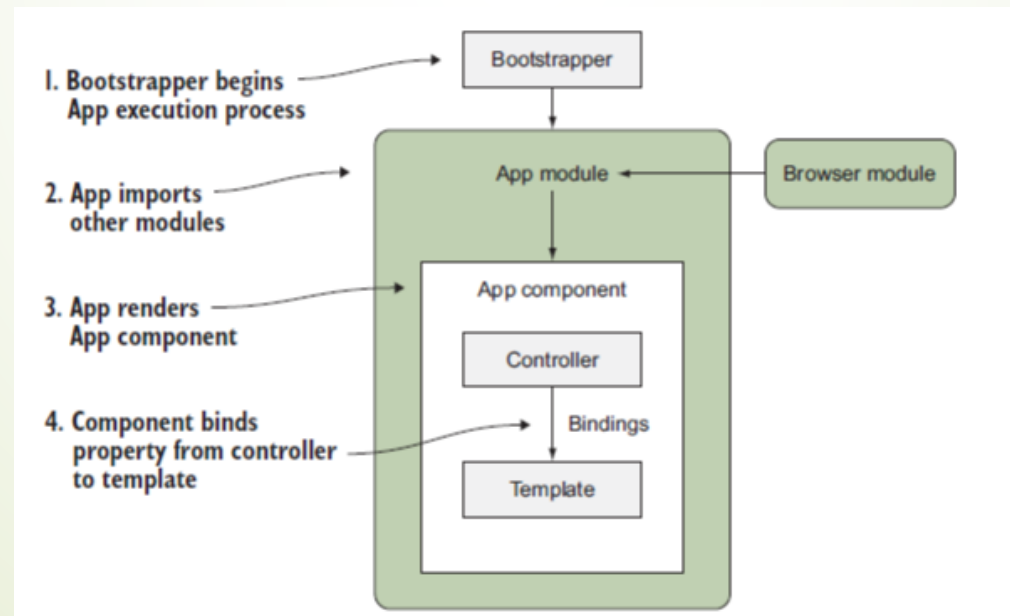 Bootstrapper
1. Bootstrapper begins
App execution process
App module
Browser module
2. App imports
other modules
3. App renders
App component
App component
Controller
4. Component binds
property from controller
to template
Bindings
Template